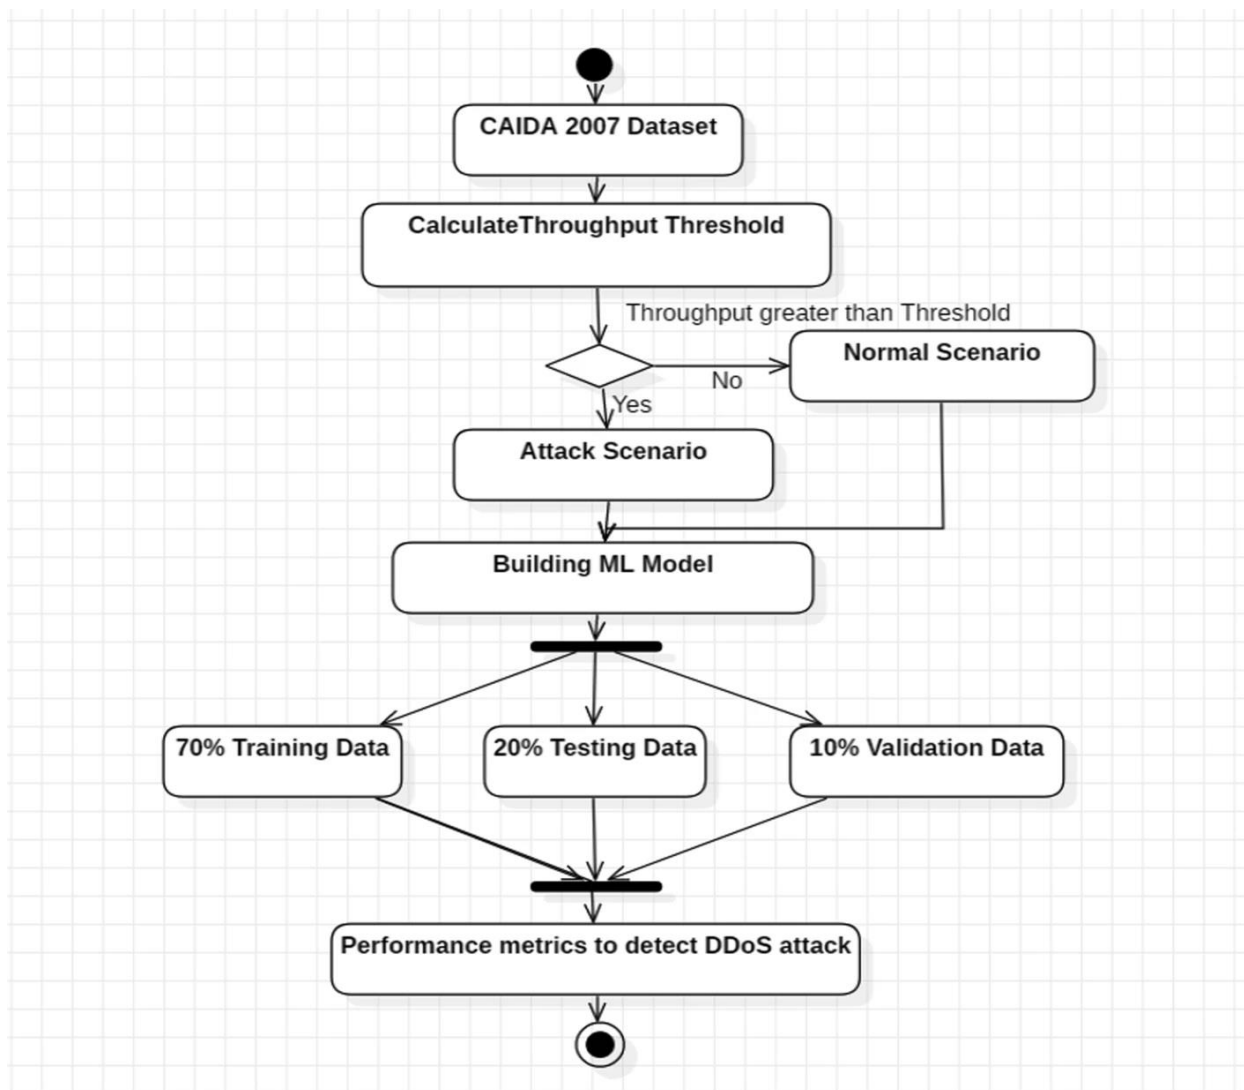 CAIDA 2007 Dataset
CalculateThroughput Threshold
Throughput greater than Threshold
Normal Scenario
No
Yes
Attack Scenario
Building ML Model
70% Training Data
20% Testing Data
10% Validation Data
Performance metrics to detect DDoS attack